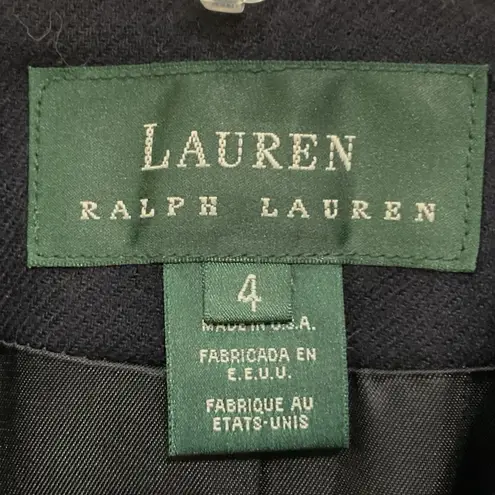 LAUREN
RALPH LAUREN
4
MADE IN U.S.A.
FABRICADA EN
E.E.U.U.
FABRIQUE AU
ETATS-UNIS